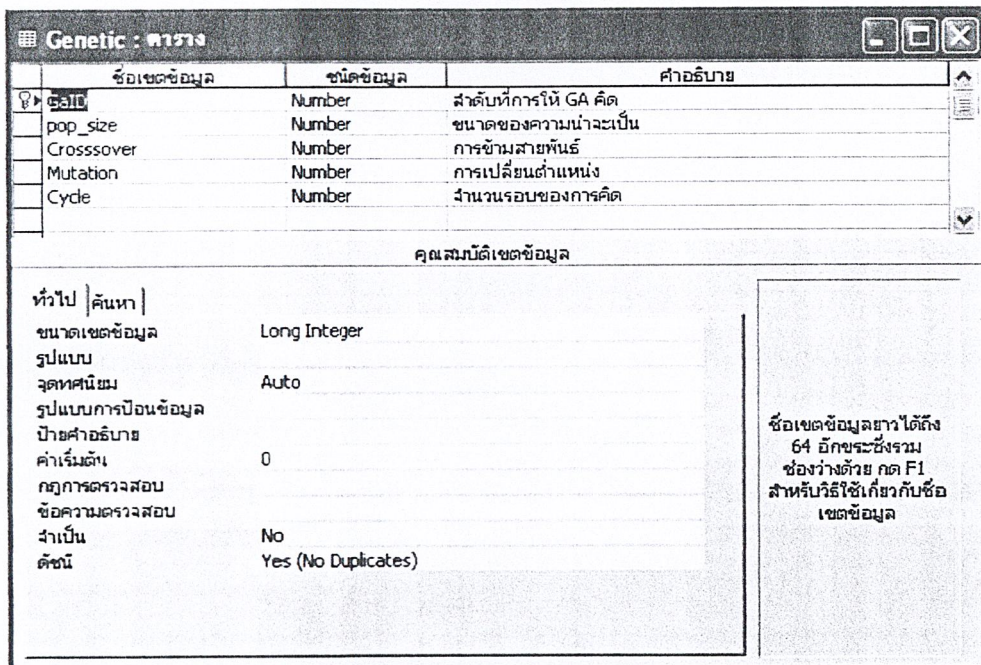 Genetic : ตาราง
ชื่อเขตข้อมูล ชนิดข้อมูล คำอธิบาย
GaID Number ลำดับที่การให้ GA คิด
pop_size Number ขนาดของความน่าจะเป็น
Crosssover Number การข้ามสายพันธ์
Mutation Number การเปลี่ยนตำแหน่ง
Cycle Number จำนวนรอบของการคิด
คุณสมบัติเขตข้อมูล
ทั่วไป ค้นหา
ขนาดเขตข้อมูล Long Integer
รูปแบบ
จุดทศนิยม Auto
รูปแบบการป้อนข้อมูล
ป้ายคำอธิบาย
ค่าเริ่มต้น 0
กฎการตรวจสอบ
ข้อความตรวจสอบ
จำเป็น No
ดัชนี Yes (No Duplicates)
ชื่อเขตข้อมูลยาวได้ถึง
64 อักขระซึ่งรวม
ช่องว่างด้วย กด F1
สำหรับวิธีใช้เกี่ยวกับชื่อ
เขตข้อมูล